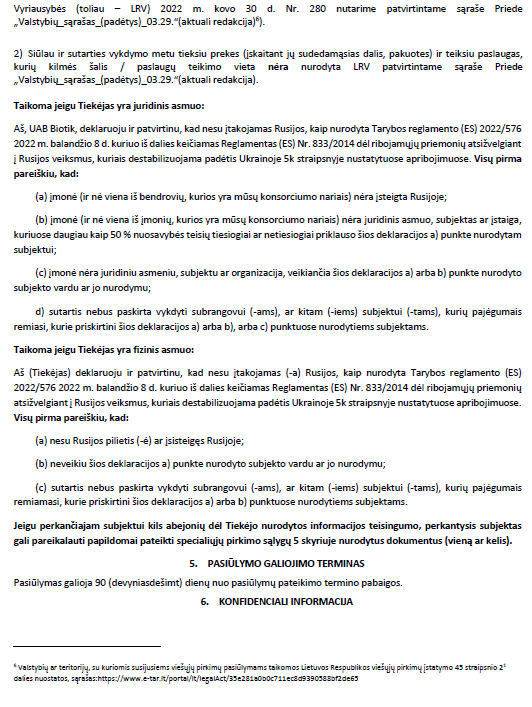 Vyriausybės (toliau – LRV) 2022 m. kovo 30 d. Nr. 280 nutarime patvirtintame sąraše Priede
„Valstybių_sąrašas_(padėtys)_03.29.“(aktuali redakcija)⁶).
2) Siūlau ir sutarties vykdymo metu tieksiu prekes (įskaitant jų sudedamąsias dalis, pakuotes) ir teiksiu paslaugas,
kurių kilmės šalis / paslaugų teikimo vieta nėra nurodyta LRV patvirtintame sąraše Priede
„Valstybių_sąrašas_(padėtys)_03.29.“(aktuali redakcija).
Taikoma jeigu Tiekėjas yra juridinis asmuo:
Aš, UAB Biotik, deklaruoju ir patvirtinu, kad nesu įtakojamas Rusijos, kaip nurodyta Tarybos reglamento (ES) 2022/576
2022 m. balandžio 8 d. kuriuo iš dalies keičiamas Reglamentas (ES) Nr. 833/2014 dėl ribojamųjų priemonių atsižvelgiant
į Rusijos veiksmus, kuriais destabilizuojama padėtis Ukrainoje 5k straipsnyje nustatytuose apribojimuose. Visų pirma
pareiškiu, kad:
(a) įmonė (ir nė viena iš bendrovių, kurios yra mūsų konsorciumo nariais) nėra įsteigta Rusijoje;
(b) įmonė (ir nė viena iš įmonių, kurios yra mūsų konsorciumo nariais) nėra juridinis asmuo, subjektas ar įstaiga,
kuriuose daugiau kaip 50 % nuosavybės teisių tiesiogiai ar netiesiogiai priklauso šios deklaracijos a) punkte nurodytam
subjektui;
(c) įmonė nėra juridiniu asmeniu, subjektu ar organizacija, veikiančia šios deklaracijos a) arba b) punkte nurodyto
subjekto vardu ar jo nurodymu;
d) sutartis nebus paskirta vykdyti subrangovui (-ams), ar kitam (-iems) subjektui (-tams), kurių pajėgumais
remiasi, kurie priskirtini šios deklaracijos a) arba b), arba c) punktuose nurodytiems subjektams.
Taikoma jeigu Tiekėjas yra fizinis asmuo:
Aš (Tiekėjas) deklaruoju ir patvirtinu, kad nesu įtakojamas (-a) Rusijos, kaip nurodyta Tarybos reglamento (ES)
2022/576 2022 m. balandžio 8 d. kuriuo iš dalies keičiamas Reglamentas (ES) Nr. 833/2014 dėl ribojamųjų priemonių
atsižvelgiant į Rusijos veiksmus, kuriais destabilizuojama padėtis Ukrainoje 5k straipsnyje nustatytuose apribojimuose.
Visų pirma pareiškiu, kad:
(a) nesu Rusijos pilietis (-ė) ar įsisteigęs Rusijoje;
(b) neveikiu šios deklaracijos a) punkte nurodyto subjekto vardu ar jo nurodymu;
(c) sutartis nebus paskirta vykdyti subrangovui (-ams), ar kitam (-iems) subjektui (-tams), kurių pajėgumais
remiamasi, kurie priskirtini šios deklaracijos a) arba b) punktuose nurodytiems subjektams.
Jeigu perkančiajam subjektui kils abejonių dėl Tiekėjo nurodytos informacijos teisingumo, perkantysis subjektas
gali pareikalauti papildomai pateikti specialiųjų pirkimo sąlygų 5 skyriuje nurodytus dokumentus (vieną ar kelis).
5. PASIŪLYMO GALIOJIMO TERMINAS
Pasiūlymas galioja 90 (devyniasdešimt) dienų nuo pasiūlymų pateikimo termino pabaigos.
6. KONFIDENCIALI INFORMACIJA
⁶ Valstybių ar teritorijų, su kuriomis susijusiems viešųjų pirkimų pasiūlymams taikomos Lietuvos Respublikos viešųjų pirkimų įstatymo 45 straipsnio 2¹
dalies nuostatos, sąrašas:https://www.e-tar.lt/portal/lt/legalAct/35e281a0b0c711ec8d9390588bf2de65